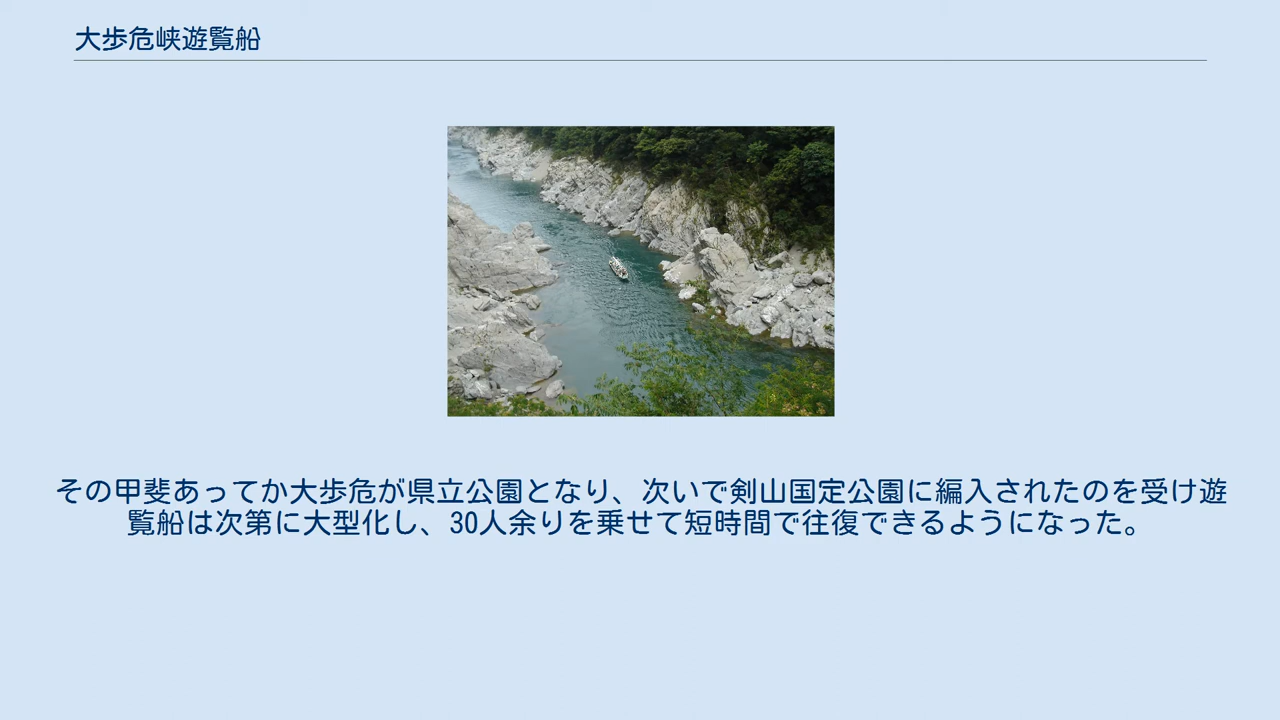 大歩危峡遊覧船
その甲斐あってか大歩危が県立公園となり、次いで剣山国定公園に編入されたのを受け遊
覧船は次第に大型化し、30人余りを乗せて短時間で往復できるようになった。